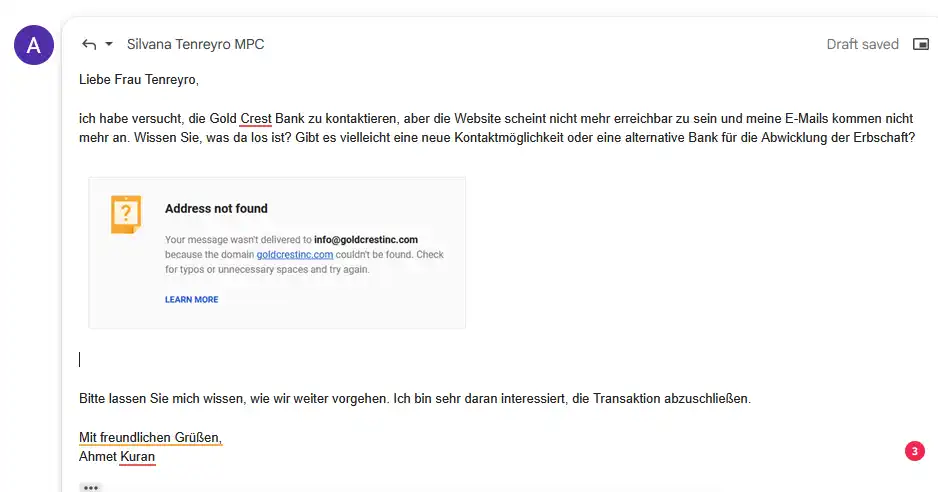 A
Silvana Tenreyro MPC
Draft saved
Liebe Frau Tenreyro,
ich habe versucht, die Gold Crest Bank zu kontaktieren, aber die Website scheint nicht mehr erreichbar zu sein und meine E-Mails kommen nicht
mehr an. Wissen Sie, was da los ist? Gibt es vielleicht eine neue Kontaktmöglichkeit oder eine alternative Bank für die Abwicklung der Erbschaft?
?
Address not found
Your message wasn't delivered to info@goldcrestinc.com
because the domain goldcrestinc.com couldn't be found. Check
for typos or unnecessary spaces and try again.
LEARN MORE
Bitte lassen Sie mich wissen, wie wir weiter vorgehen. Ich bin sehr daran interessiert, die Transaktion abzuschließen.
Mit freundlichen Grüßen,
Ahmet Kuran
3